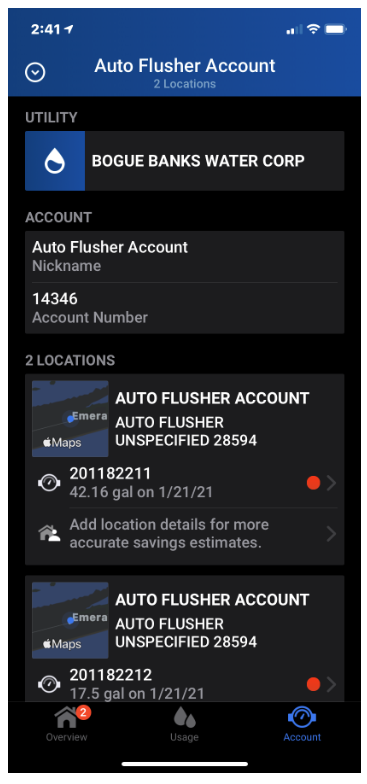 2:41
Auto Flusher Account
2 Locations
UTILITY
BOGUE BANKS WATER CORP
ACCOUNT
Auto Flusher Account
Nickname
14346
Account Number
2 LOCATIONS
AUTO FLUSHER ACCOUNT
Emera
AUTO FLUSHER
UNSPECIFIED 28594
Maps
201182211
42.16 gal on 1/21/21
Add location details for more
accurate savings estimates.
AUTO FLUSHER ACCOUNT
Emera
AUTO FLUSHER
UNSPECIFIED 28594
Maps
201182212
17.5 gal on 1/21/21
2
Overview
Usage
Account